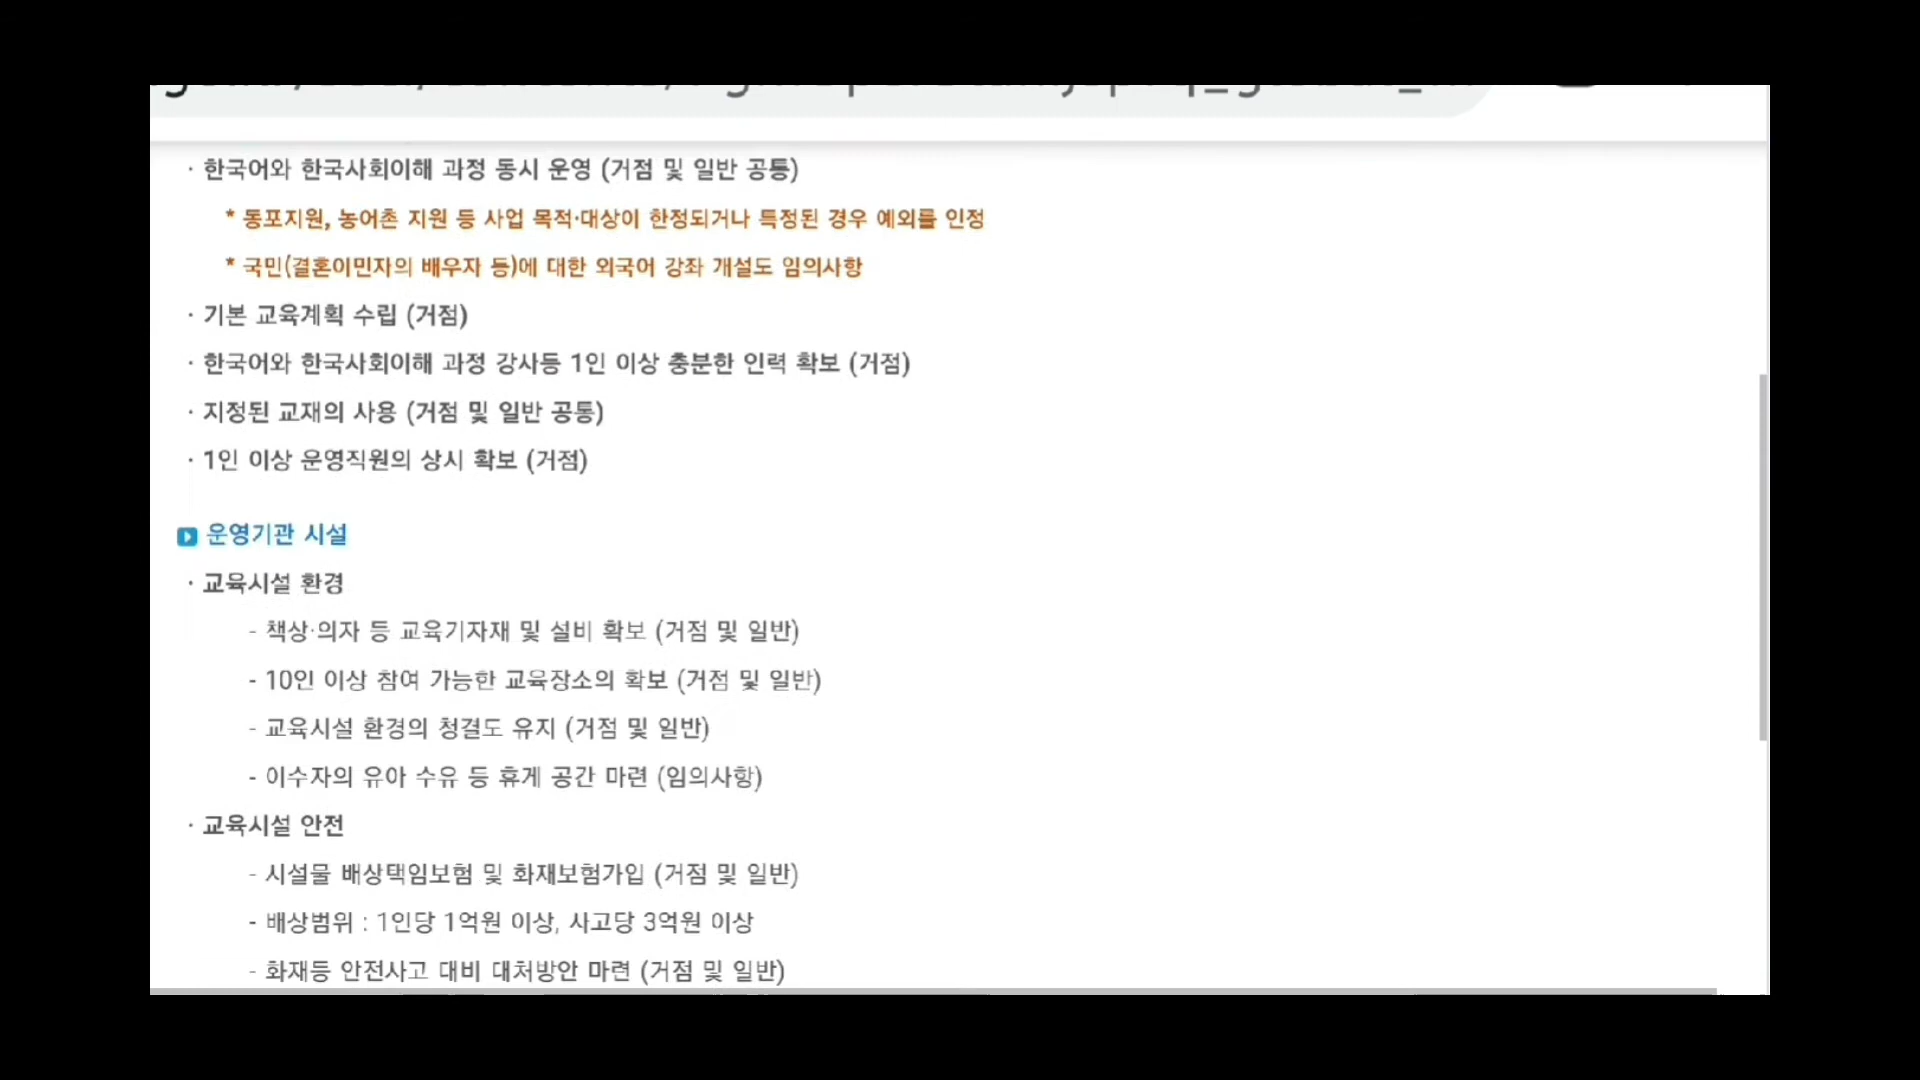 · 한국어와 한국사회이해 과정 동시 운영 (거점 및 일반 공통)
* 동포지원, 농어촌 지원 등 사업 목적·대상이 한정되거나 특정된 경우 예외를 인정
* 국민(결혼이민자의 배우자 등)에 대한 외국어 강좌 개설도 임의사항
· 기본 교육계획 수립 (거점)
· 한국어와 한국사회이해 과정 강사등 1인 이상 충분한 인력 확보 (거점)
· 지정된 교재의 사용 (거점 및 일반 공통)
· 1인 이상 운영직원의 상시 확보 (거점)
운영기관 시설
· 교육시설 환경
- 책상·의자 등 교육기자재 및 설비 확보 (거점 및 일반)
- 10인 이상 참여 가능한 교육장소의 확보 (거점 및 일반)
- 교육시설 환경의 청결도 유지 (거점 및 일반)
- 이수자의 유아 수유 등 휴게 공간 마련 (임의사항)
· 교육시설 안전
- 시설물 배상택임보험 및 화재보험가입 (거점 및 일반)
- 배상범위 : 1인당 1억원 이상, 사고당 3억원 이상
- 화재등 안전사고 대비 대처방안 마련 (거점 및 일반)